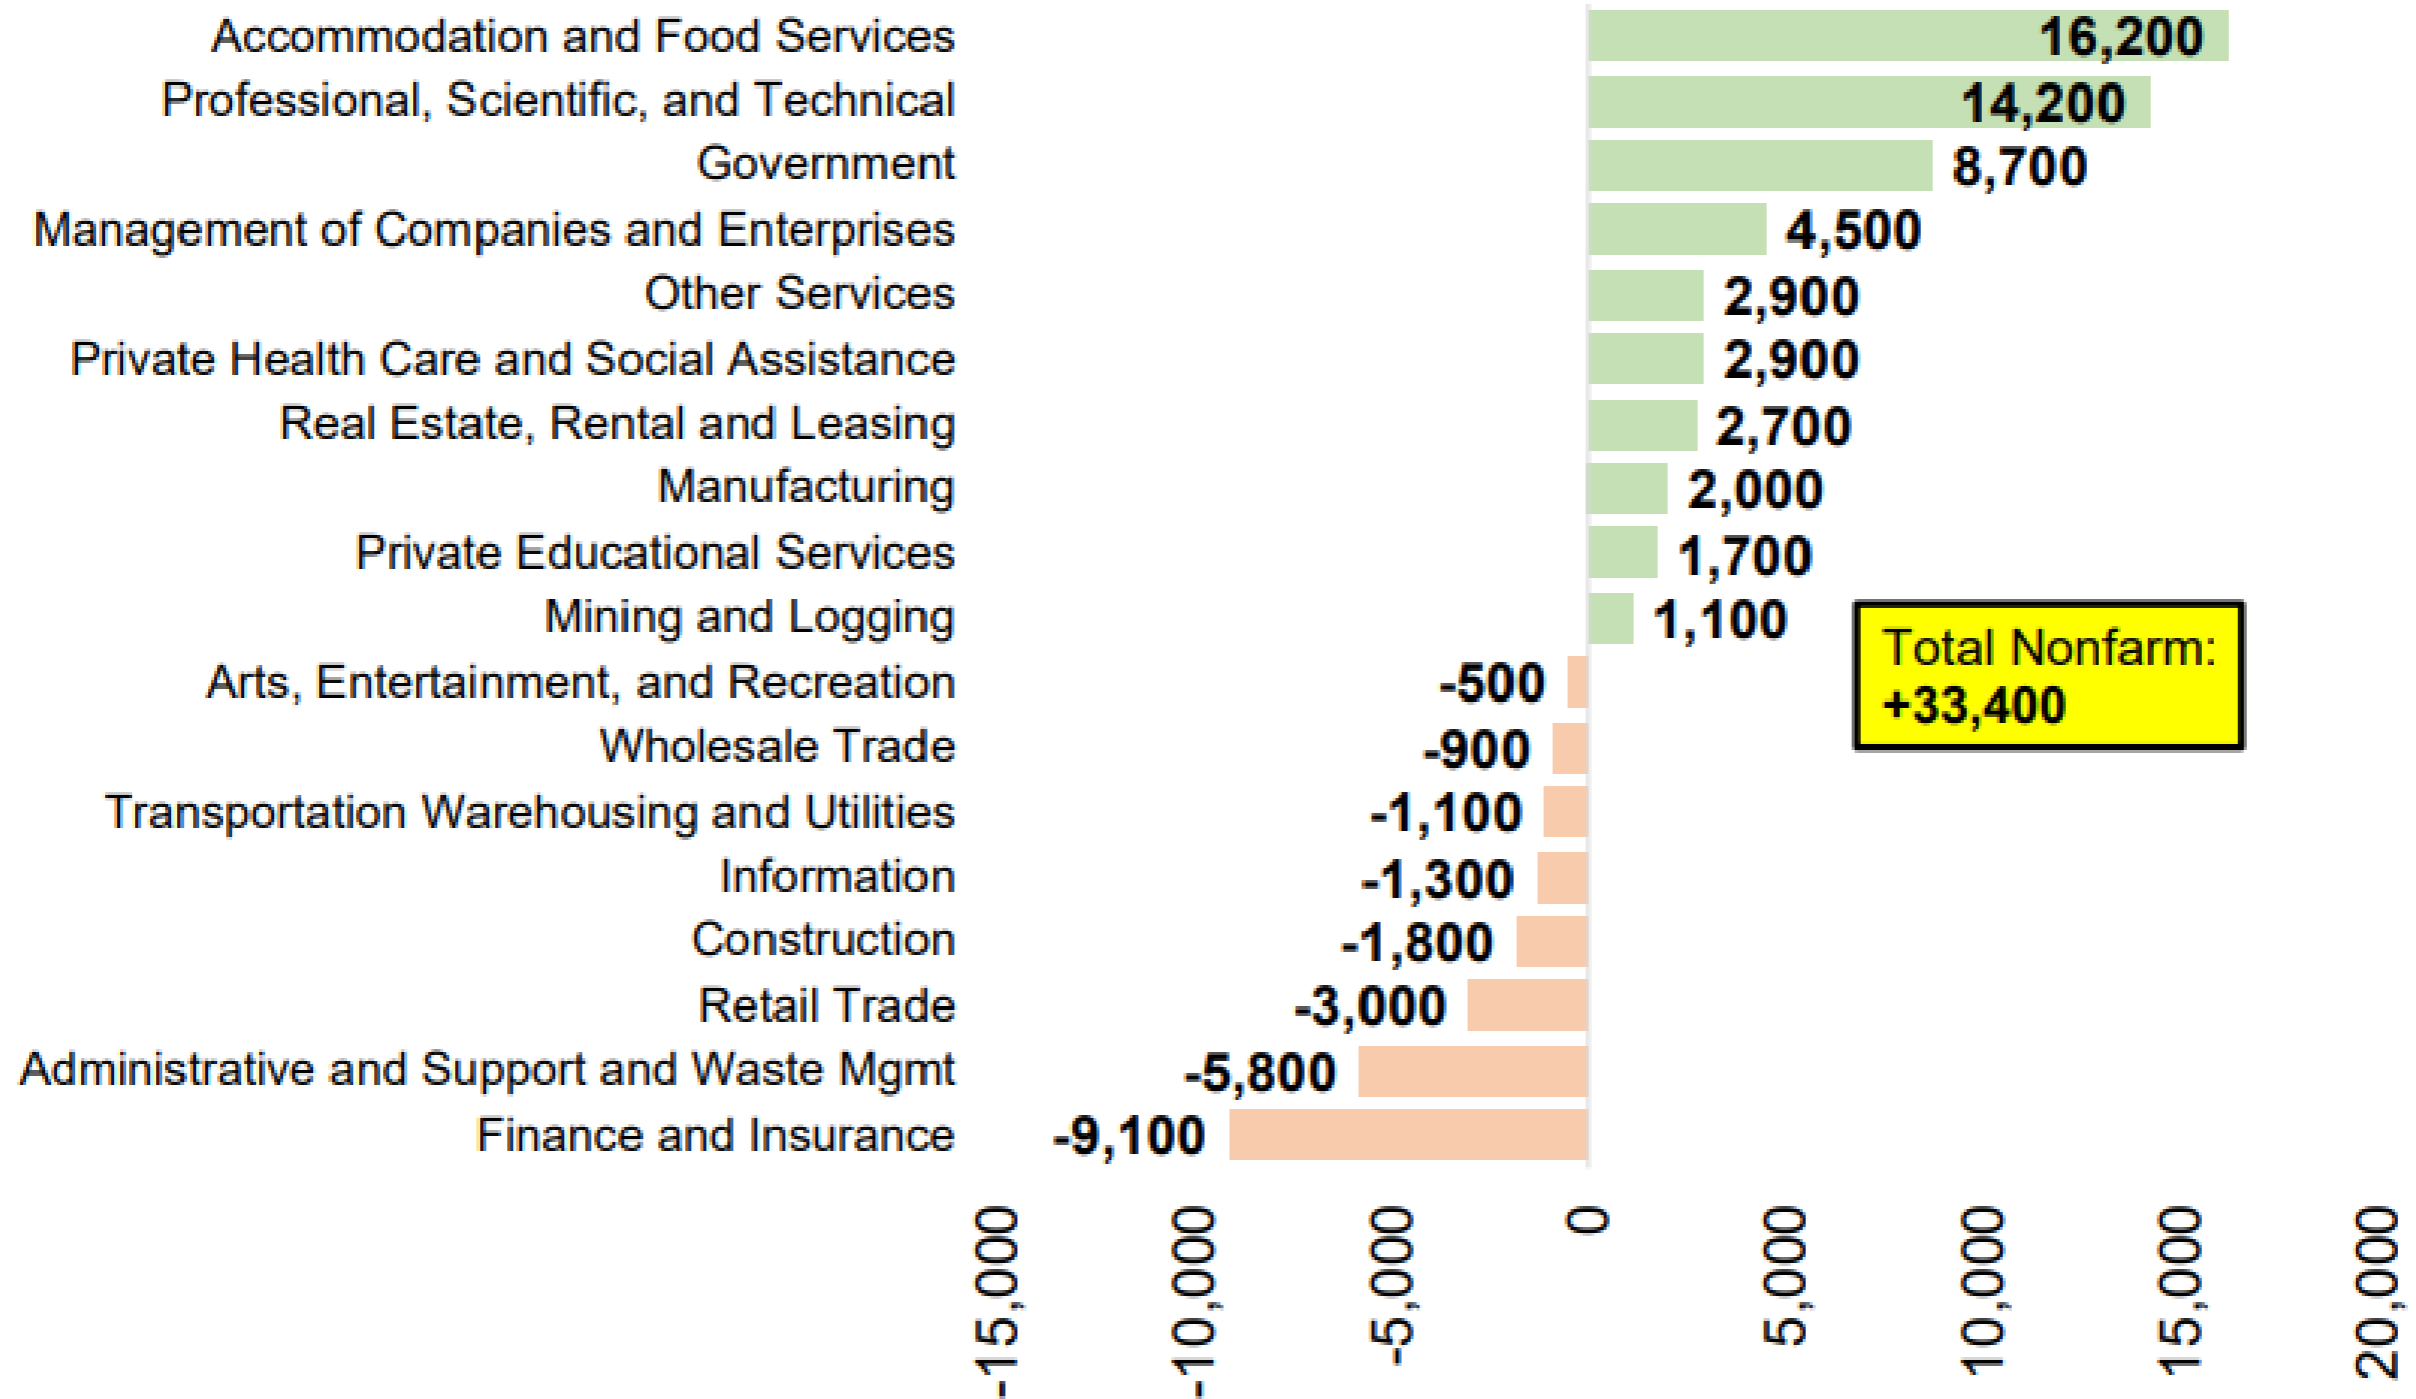 Accommodation and Food Services 16,200
Professional, Scientific, and Technical 14,200
Government 8,700
Management of Companies and Enterprises 4,500
Other Services 2,900
Private Health Care and Social Assistance 2,900
Real Estate, Rental and Leasing 2,700
Manufacturing 2,000
Private Educational Services 1,700
Mining and Logging 1,100
Total Nonfarm:
+33,400
Arts, Entertainment, and Recreation -500
Wholesale Trade -900
Transportation Warehousing and Utilities -1,100
Information -1,300
Construction -1,800
Retail Trade -3,000
Administrative and Support and Waste Mgmt -5,800
Finance and Insurance -9,100
-15,000 -10,000 -5,000 0 5,000 10,000 15,000 20,000